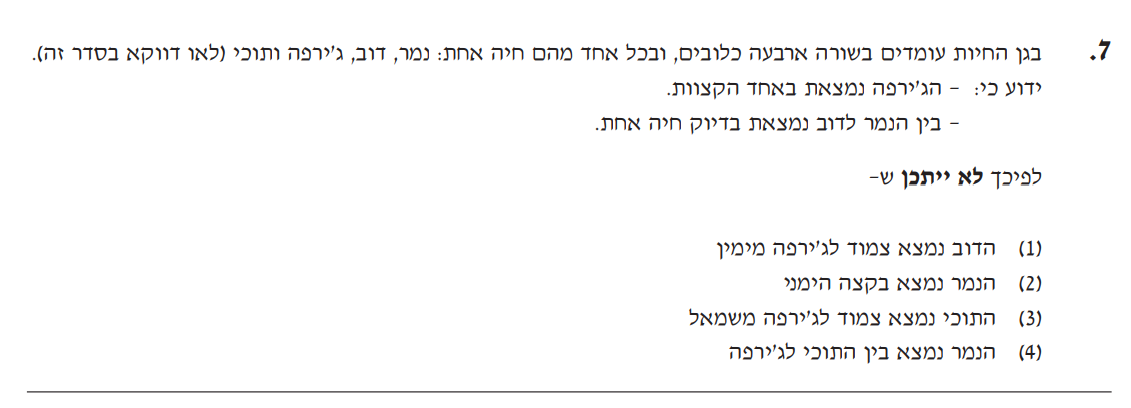 7. בגן החיות עומדים בשורה ארבעה כלובים, ובכל אחד מהם חיה אחת: נמר, דוב, ג'ירפה ותוכי (לאו דווקא בסדר זה).
ידוע כי: – הג'ירפה נמצאת באחד הקצוות.
– בין הנמר לדוב נמצאת בדיוק חיה אחת.
לפיכך לא ייתכן ש-
(1) הדוב נמצא צמוד לג'ירפה מימין
(2) הנמר נמצא בקצה הימני
(3) התוכי נמצא צמוד לג'ירפה משמאל
(4) הנמר נמצא בין התוכי לג'ירפה